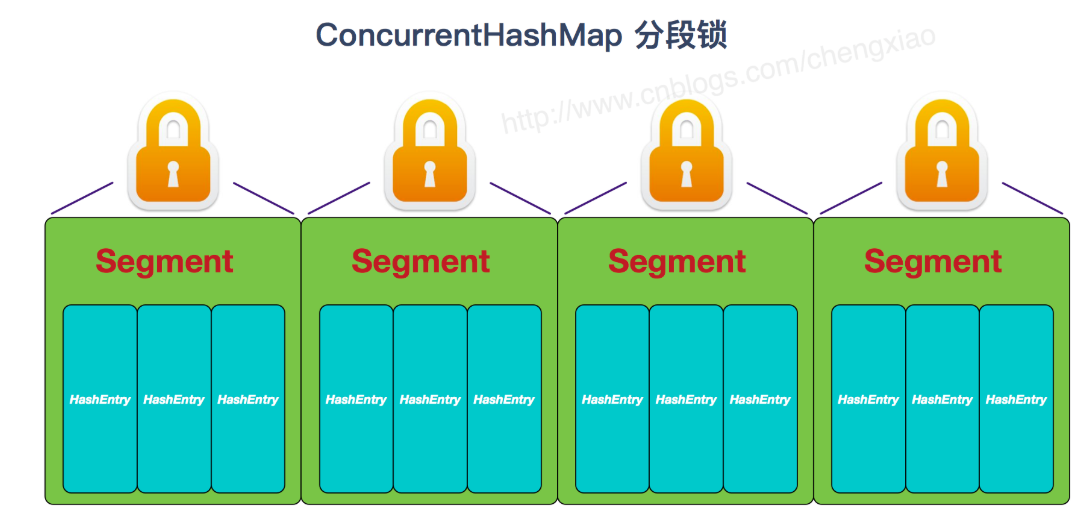 ConcurrentHashMap 分段锁
http://www.cnblogs.com/chengxiao
Segment Segment Segment Segment
HashEntry HashEntry HashEntry HashEntry HashEntry HashEntry HashEntry HashEntry HashEntry HashEntry HashEntry HashEntry